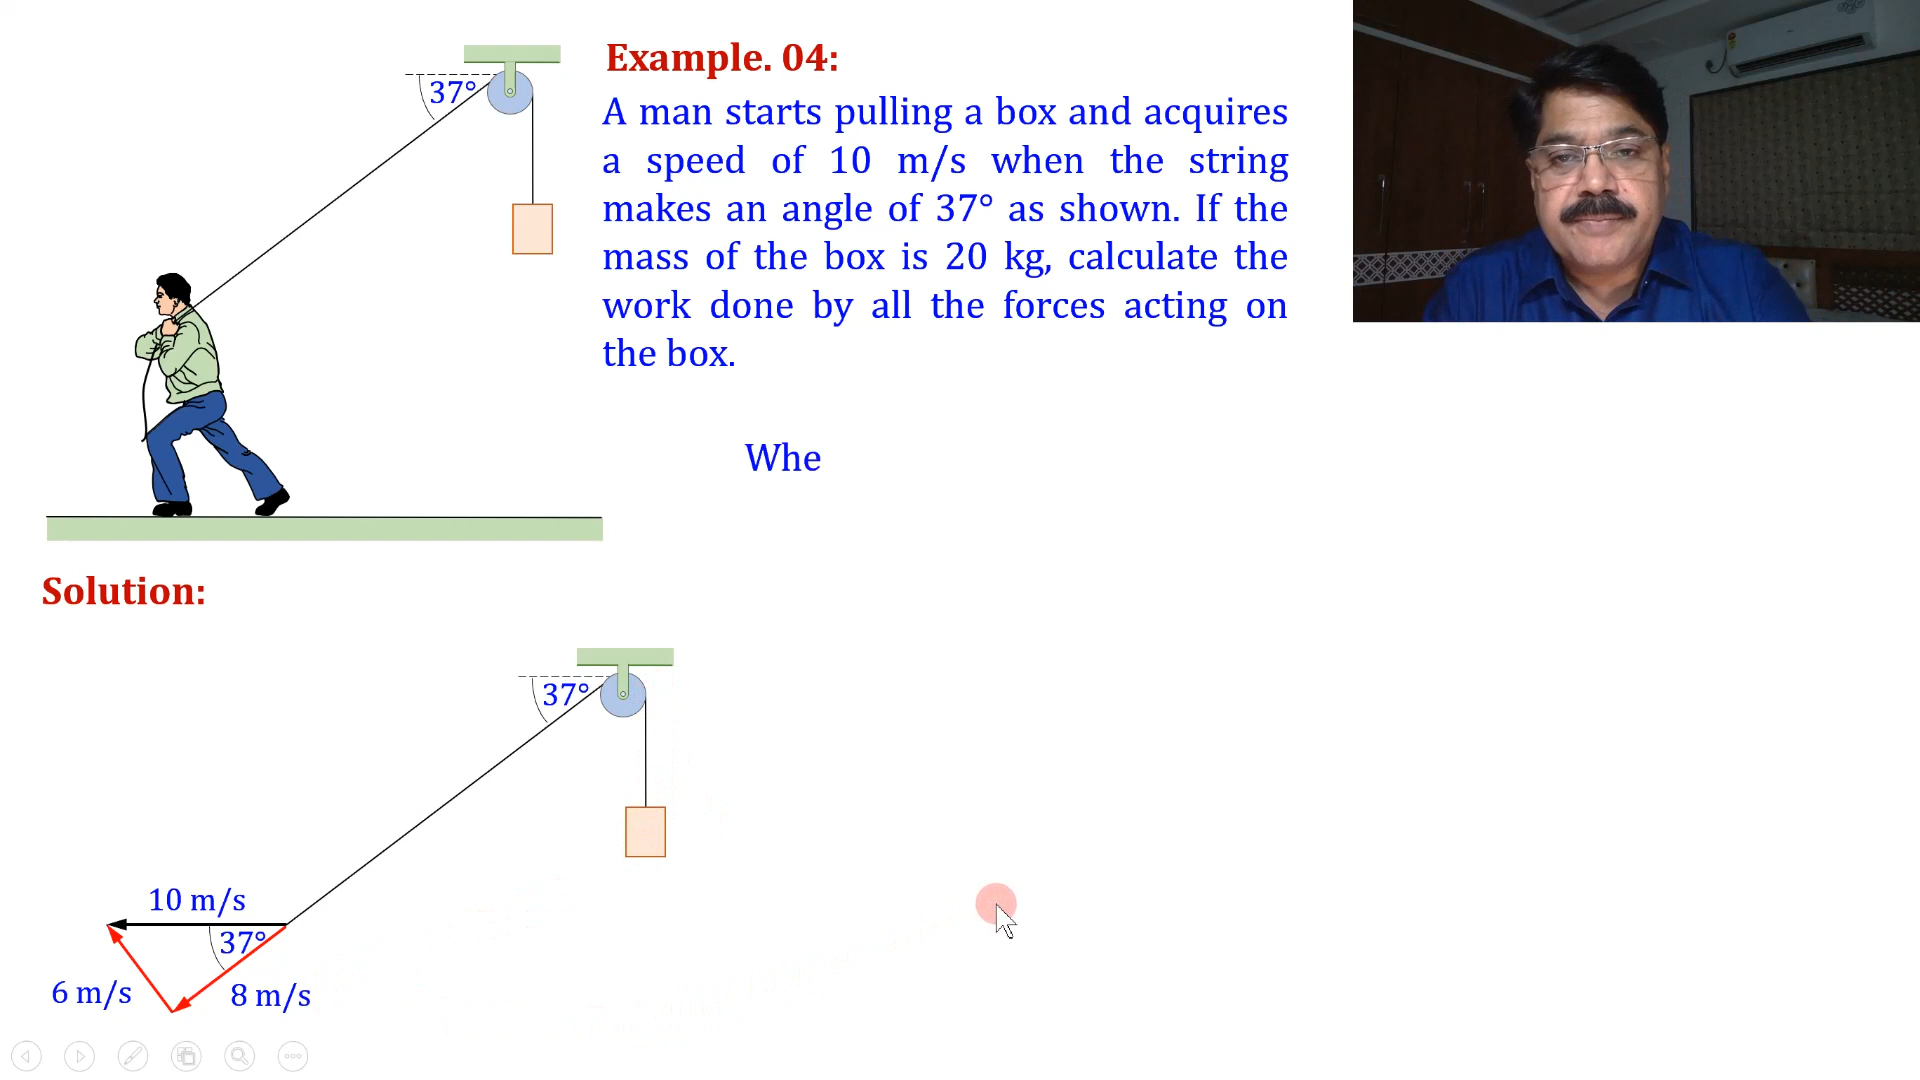 37°
Example. 04:
A man starts pulling a box and acquires
a speed of 10 m/s when the string
makes an angle of 37° as shown. If the
mass of the box is 20 kg, calculate the
work done by all the forces acting on
the box.
Whe
Solution:
37°
10 m/s
37°
6 m/s
8 m/s